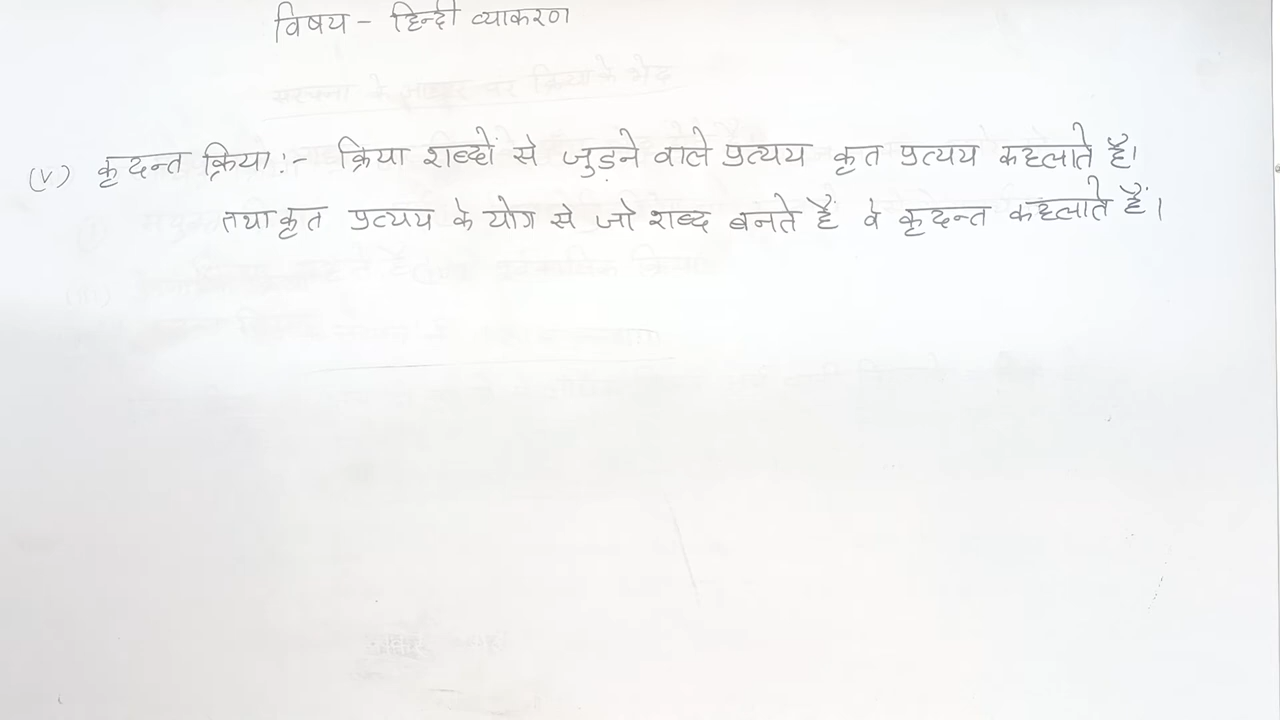 विषय - हिन्दी व्याकरण
(v) कृदन्त क्रिया :- क्रिया शब्दों से जुड़ने वाले प्रत्यय कृत प्रत्यय कहलाते हैं।
तथा कृत प्रत्यय के योग से जो शब्द बनते हैं वे कृदन्त कहलाते हैं।